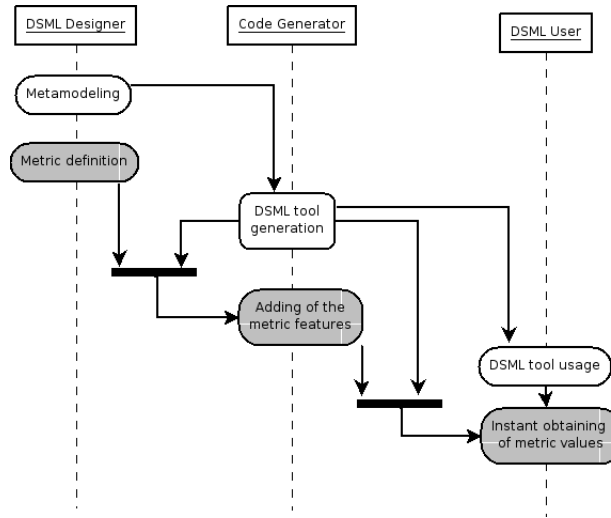 DSML Designer
Code Generator
DSML User
Metamodeling
Metric definition
DSML tool
generation
Adding of the
metric features
DSML tool usage
Instant obtaining
of metric values